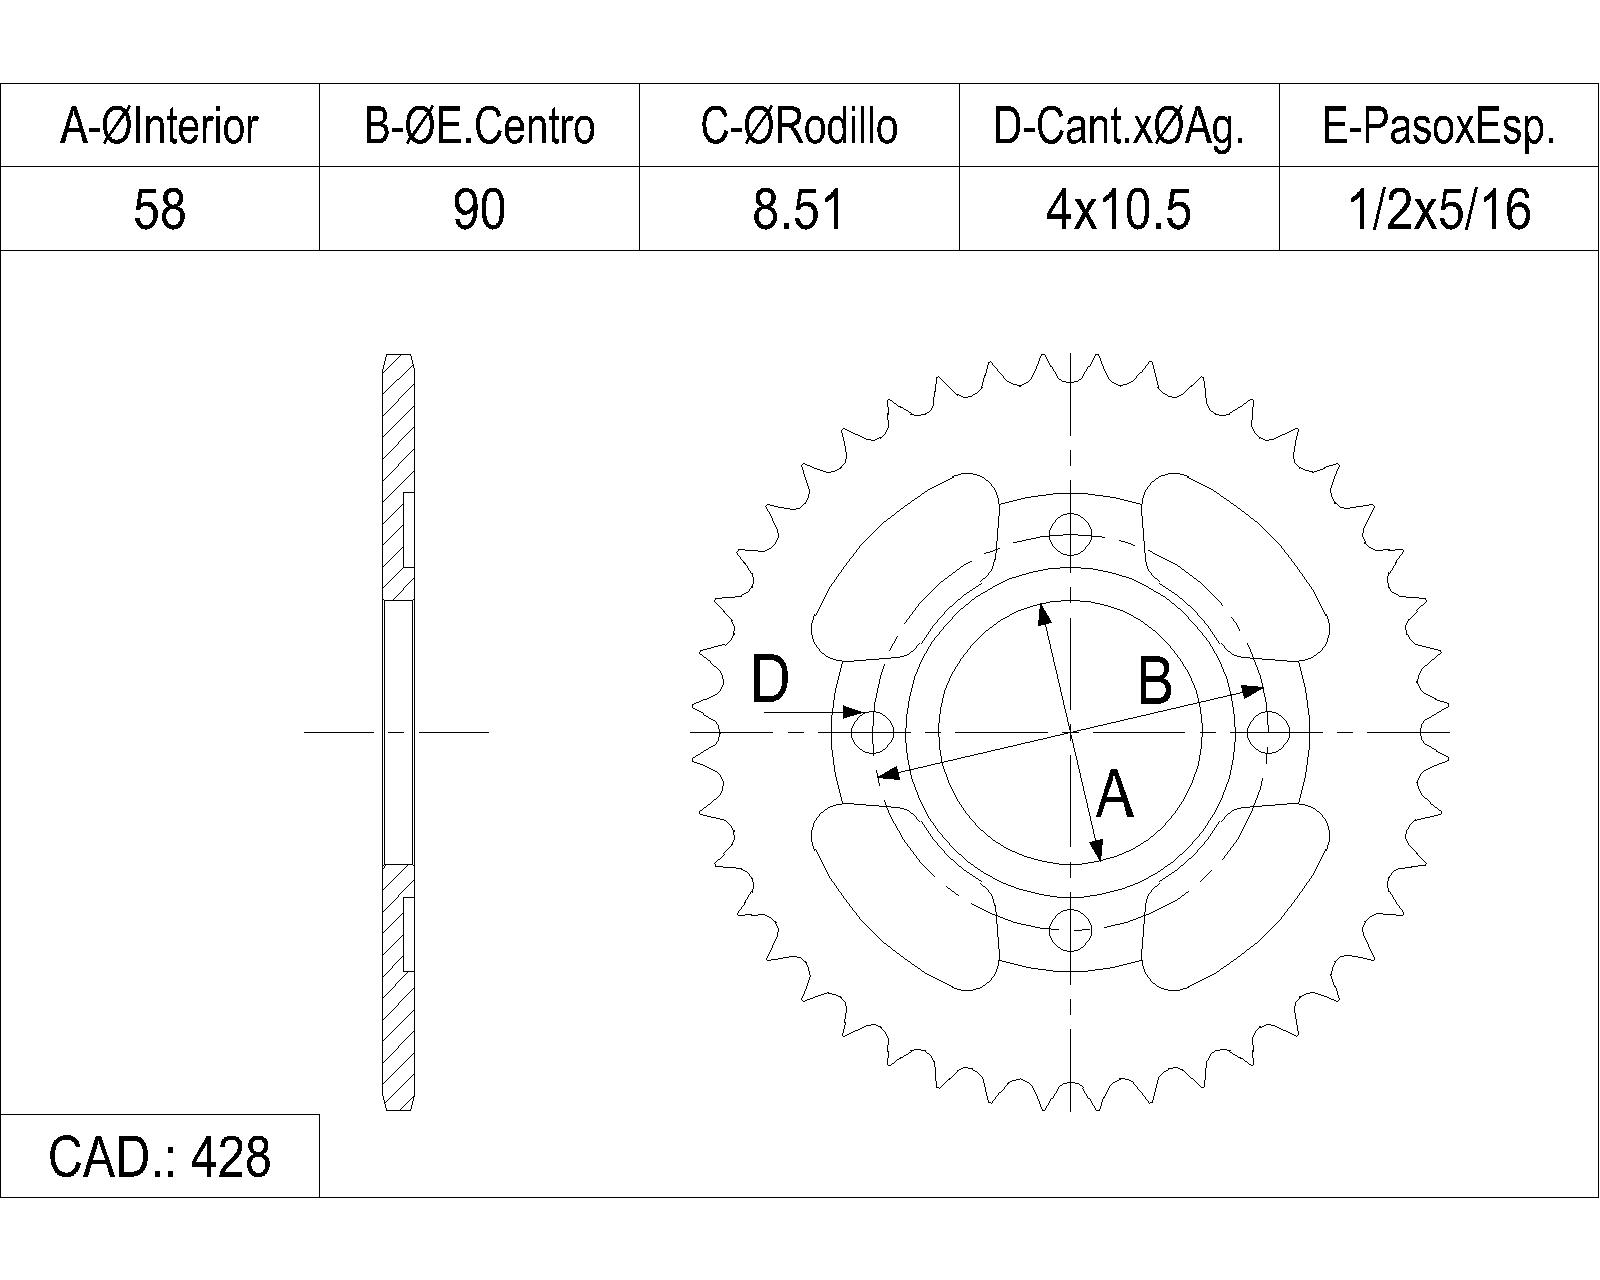 A-ØInterior B-ØE.Centro C-ØRodillo D-Cant.xØAg. E-PasoxEsp.
58 90 8.51 4x10.5 1/2x5/16
D
B
A
CAD.: 428